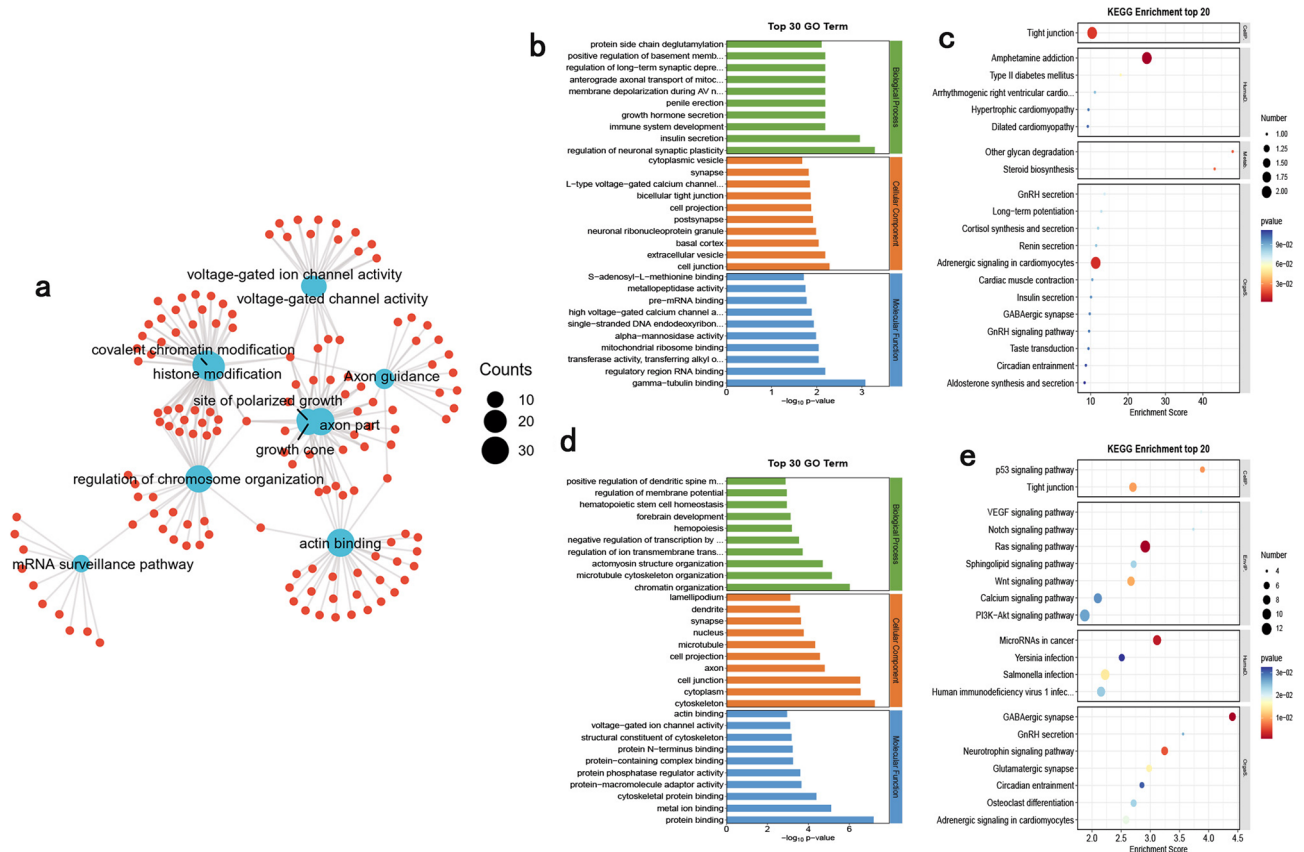 a
voltage-gated ion channel activity
voltage-gated channel activity
covalent chromatin modification
histone modification
Axon guidance
site of polarized growth
axon part
growth cone
regulation of chromosome organization
actin binding
mRNA surveillance pathway
Counts
10
20
30
b
Top 30 GO Term
protein side chain deglutamylation
positive regulation of basement memb...
regulation of long-term synaptic depre...
anterograde axonal transport of mitoc...
membrane depolarization during AV n...
penile erection
growth hormone secretion
immune system development
insulin secretion
regulation of neuronal synaptic plasticity
Biological Process
cytoplasmic vesicle
synapse
L-type voltage-gated calcium channel...
bicellular tight junction
cell projection
postsynapse
neuronal ribonucleoprotein granule
basal cortex
extracellular vesicle
cell junction
Cellular Component
S-adenosyl-L-methionine binding
metallopeptidase activity
pre-mRNA binding
high voltage-gated calcium channel a...
single-stranded DNA endodeoxyribon...
alpha-mannosidase activity
mitochondrial ribosome binding
transferase activity, transferring alkyl o...
regulatory region RNA binding
gamma-tubulin binding
Molecular Function
0 1 2 3
-log10 p-value
c
KEGG Enrichment top 20
Tight junction
CellP.
Amphetamine addiction
Type II diabetes mellitus
Arrhythmogenic right ventricular cardio...
Hypertrophic cardiomyopathy
Dilated cardiomyopathy
HumaD.
Other glycan degradation
Steroid biosynthesis
Metab.
GnRH secretion
Long-term potentiation
Cortisol synthesis and secretion
Renin secretion
Adrenergic signaling in cardiomyocytes
Cardiac muscle contraction
Insulin secretion
GABAergic synapse
GnRH signaling pathway
Taste transduction
Circadian entrainment
Aldosterone synthesis and secretion
OrgaS.
10 20 30 40
Enrichment Score
Number
1.00
1.25
1.50
1.75
2.00
pvalue
9e-02
6e-02
3e-02
d
Top 30 GO Term
positive regulation of dendritic spine m...
regulation of membrane potential
hematopoietic stem cell homeostasis
forebrain development
hemopoiesis
negative regulation of transcription by ...
regulation of ion transmembrane trans...
actomyosin structure organization
microtubule cytoskeleton organization
chromatin organization
Biological Process
lamellipodium
dendrite
synapse
nucleus
microtubule
cell projection
axon
cell junction
cytoplasm
cytoskeleton
Cellular Component
actin binding
voltage-gated ion channel activity
structural constituent of cytoskeleton
protein N-terminus binding
protein-containing complex binding
protein phosphatase regulator activity
protein-macromolecule adaptor activity
cytoskeletal protein binding
metal ion binding
protein binding
Molecular Function
0 2 4 6
-log10 p-value
e
KEGG Enrichment top 20
p53 signaling pathway
Tight junction
CellP.
VEGF signaling pathway
Notch signaling pathway
Ras signaling pathway
Sphingolipid signaling pathway
Wnt signaling pathway
Calcium signaling pathway
PI3K-Akt signaling pathway
EnviP.
MicroRNAs in cancer
Yersinia infection
Salmonella infection
Human immunodeficiency virus 1 infec...
HumaD.
GABAergic synapse
GnRH secretion
Neurotrophin signaling pathway
Glutamatergic synapse
Circadian entrainment
Osteoclast differentiation
Adrenergic signaling in cardiomyocytes
OrgaS.
2.0 2.5 3.0 3.5 4.0 4.5
Enrichment Score
Number
4
6
8
10
12
pvalue
3e-02
2e-02
1e-02